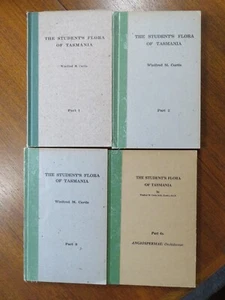 THE STUDENT'S FLORA
OF TASMANIA
Winifred M. Curtis
Part 1
THE STUDENT'S FLORA
OF TASMANIA
Winifred M. Curtis
Part 2
THE STUDENT'S FLORA
OF TASMANIA
Winifred M. Curtis
Part 3
THE STUDENT'S FLORA
OF TASMANIA
By
Part 4a
ANGIOSPERMAE: